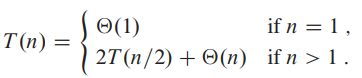 T(n) = { Θ(1) if n = 1 ,
2T(n/2) + Θ(n) if n > 1 .